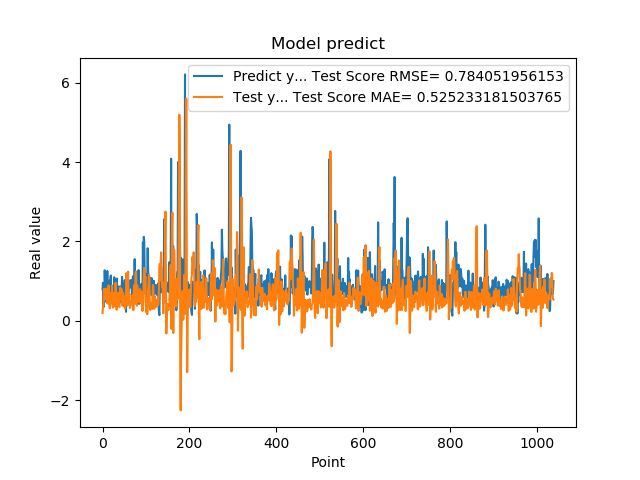 Model predict
Predict y... Test Score RMSE= 0.784051956153
Test y... Test Score MAE= 0.525233181503765
Real value
6
4
2
0
−2
0 200 400 600 800 1000
Point